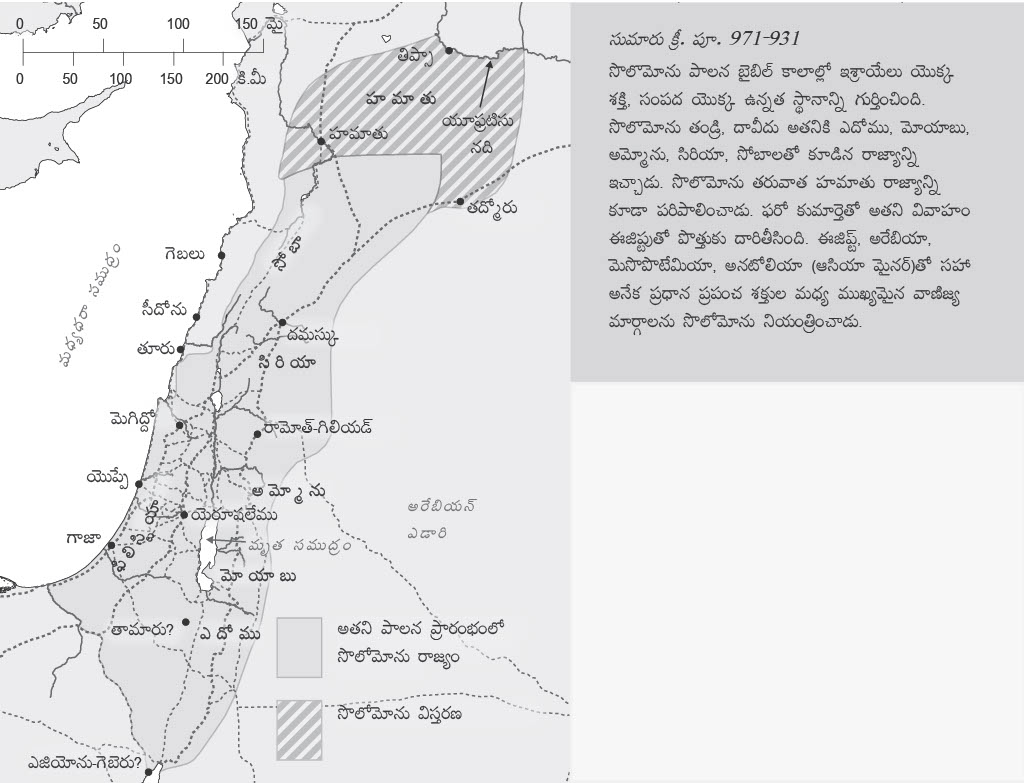 0 50 100 150 మై
0 50 100 150 200 కి.మీ
తిప్సా
హ మా తు
యూఫ్రటిసు
నది
హమాతు
తద్మోరు
సోబా
గెబలు
మధ్యధరా సముద్రం
సీదోను
దమస్కు
తూరు
సి రి యా
మెగిద్దో
రామోత్-గిలియద్
యొప్పే
అ మ్మో ను
అరేబియన్
ఎడారి
యెరూషలేము
గాజా
మృత సముద్రం
మో యా బు
తామారు?
ఎ దో ము
అతని పాలన ప్రారంభంలో
సొలోమోను రాజ్యం
సొలోమోను విస్తరణ
ఎజియోను-గెబెరు?
సుమారు క్రీ. పూ. 971-931
సొలొమోను పాలన బైబిల్ కాలాల్లో ఇశ్రాయేలు యొక్క
శక్తి, సంపద యొక్క ఉన్నత స్థానాన్ని గుర్తించింది.
సొలొమోను తండ్రి, దావీదు అతనికి ఎదోము, మోయాబు,
అమ్మోను, సిరియా, సోబాలతో కూడిన రాజ్యాన్ని
ఇచ్చాడు. సొలొమోను తరువాత హమాతు రాజ్యాన్ని
కూడా పరిపాలించాడు. ఫరో కుమార్తెతో అతని వివాహం
ఈజిప్టుతో పొత్తుకు దారితీసింది. ఈజిప్ట్, అరేబియా,
మెసొపొటేమియా, అనటోలియా (ఆసియా మైనర్)తో సహా
అనేక ప్రధాన ప్రపంచ శక్తుల మధ్య ముఖ్యమైన వాణిజ్య
మార్గాలను సొలోమోను నియంత్రించాడు.